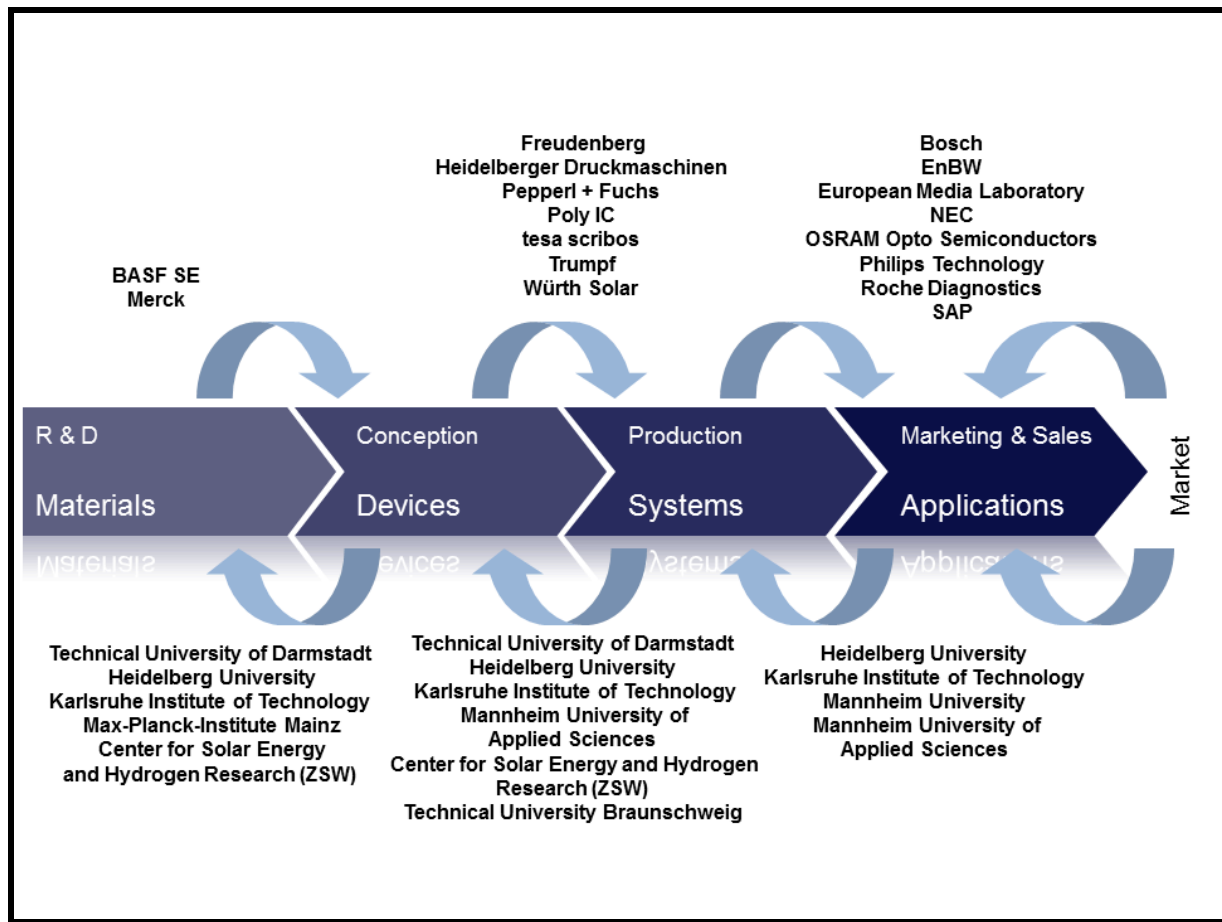 BASF SE
Merck
Freudenberg
Heidelberger Druckmaschinen
Pepperl + Fuchs
Poly IC
tesa scribos
Trumpf
Würth Solar
Bosch
EnBW
European Media Laboratory
NEC
OSRAM Opto Semiconductors
Philips Technology
Roche Diagnostics
SAP
R & D
Materials
Conception
Devices
Production
Systems
Marketing & Sales
Applications
Market
Technical University of Darmstadt
Heidelberg University
Karlsruhe Institute of Technology
Max-Planck-Institute Mainz
Center for Solar Energy
and Hydrogen Research (ZSW)
Technical University of Darmstadt
Heidelberg University
Karlsruhe Institute of Technology
Mannheim University of
Applied Sciences
Center for Solar Energy and Hydrogen
Research (ZSW)
Technical University Braunschweig
Heidelberg University
Karlsruhe Institute of Technology
Mannheim University
Mannheim University of
Applied Sciences